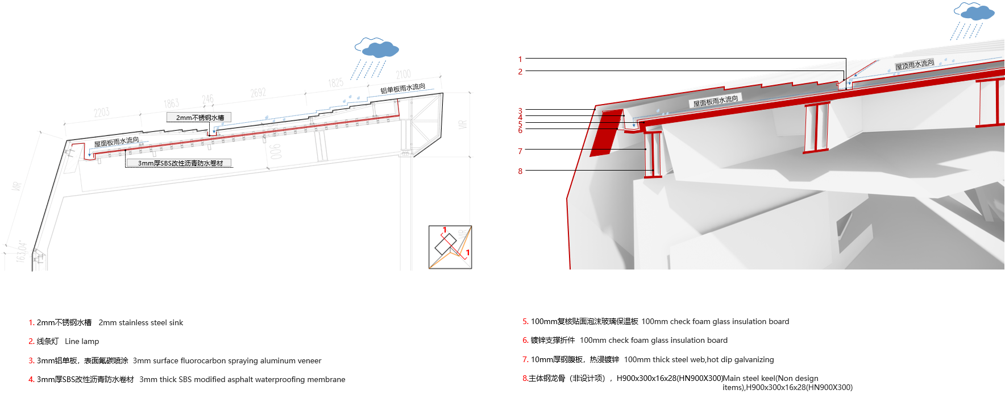 2203
1863
246
2692
1825
2100
铝单板雨水流向
2mm不锈钢水槽
屋面板雨水流向
3mm厚SBS改性沥青防水卷材
1
1
1
2
3
4
5
6
7
8
屋面板雨水流向
屋顶雨水流向
1. 2mm不锈钢水槽 2mm stainless steel sink
2. 线条灯 Line lamp
3. 3mm铝单板、表面氟碳喷涂 3mm surface fluorocarbon spraying aluminum veneer
4. 3mm厚SBS改性沥青防水卷材 3mm thick SBS modified asphalt waterproofing membrane
5. 100mm复核贴面泡沫玻璃保温板 100mm check foam glass insulation board
6. 镀锌支撑折件 100mm check foam glass insulation board
7. 10mm厚钢腹板、热浸镀锌 100mm thick steel web,hot dip galvanizing
8.主体钢龙骨（非设计项）、H900x300x16x28(HN900X300)Main steel keel(Non design
items),H900x300x16x28(HN900X300)